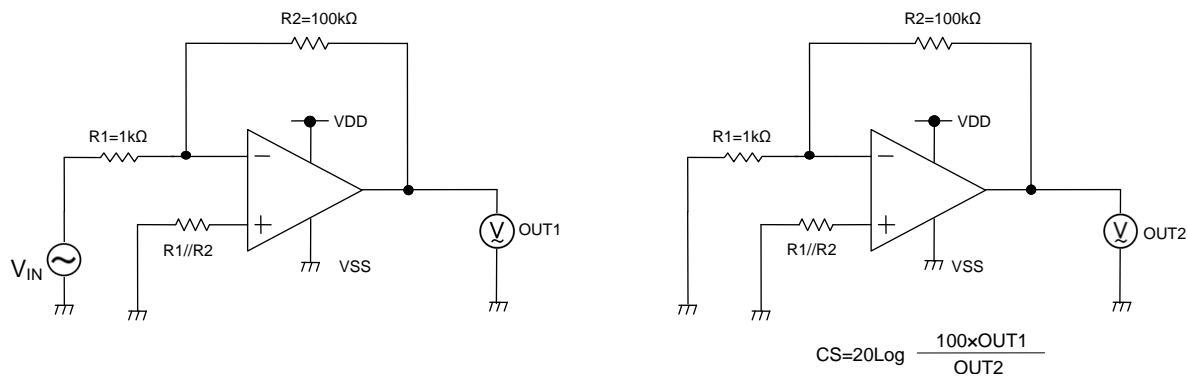 R2=100kΩ
R1=1kΩ
VDD
R1//R2
VSS
OUT1
VIN
R2=100kΩ
R1=1kΩ
VDD
R1//R2
VSS
OUT2
CS=20Log 100×OUT1
OUT2